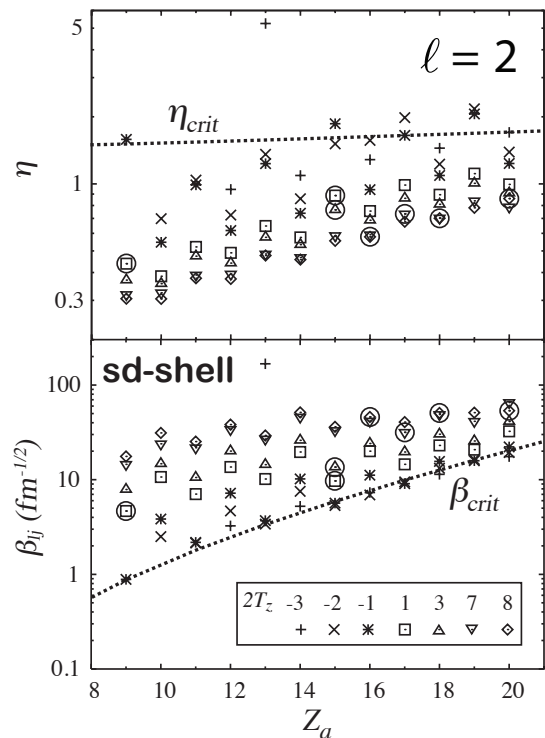 5
ℓ = 2
η_crit
η
1
0.3
sd-shell
100
10
β_lj (fm^-1/2)
β_crit
1
2T_z -3 -2 -1 1 3 7 8
0.1
8 10 12 14 16 18 20
Z_a